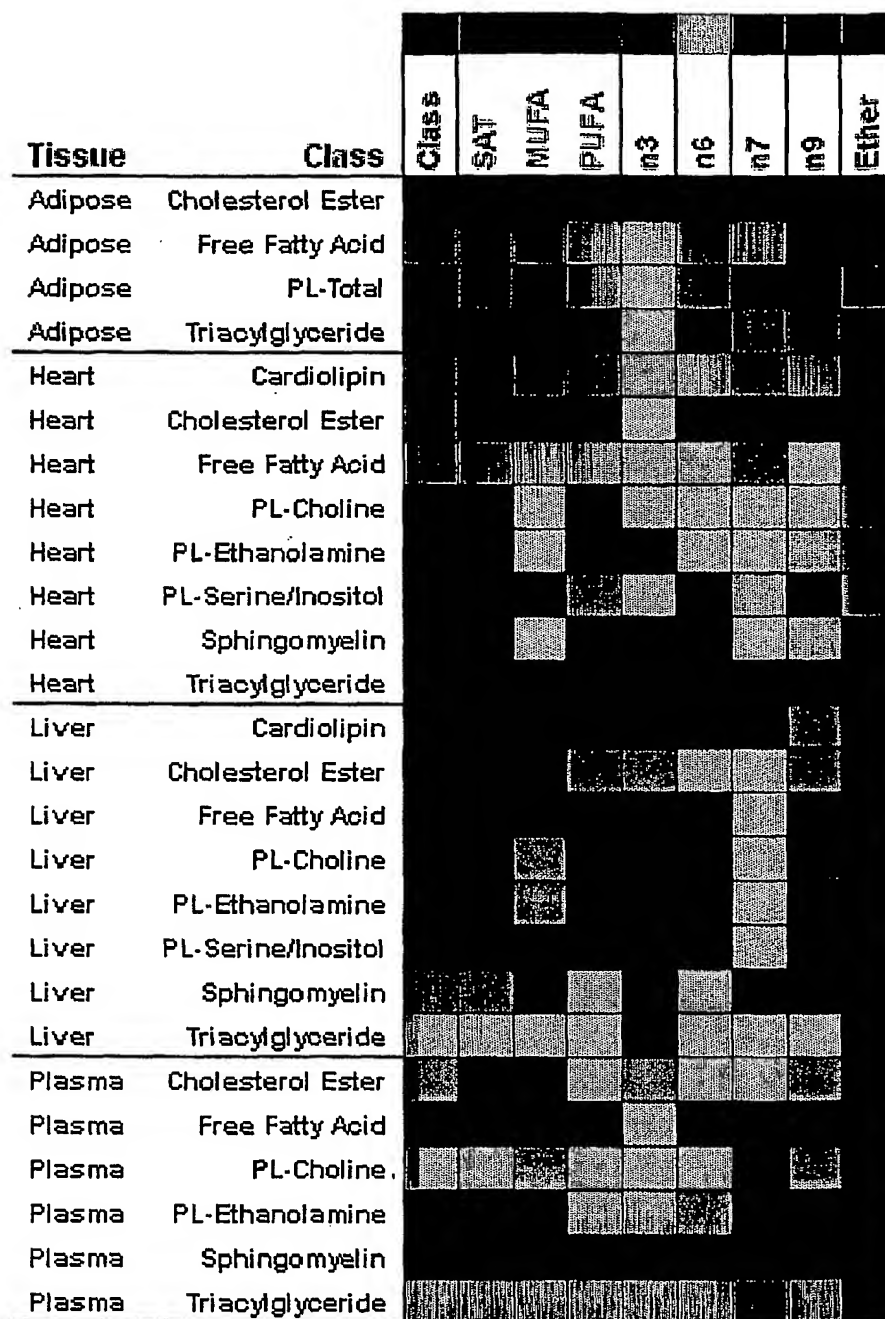 Tissue Class Class SAT MUFA PUFA n3 n6 n7 n9 Ether
Adipose Cholesterol Ester
Adipose Free Fatty Acid
Adipose PL-Total
Adipose Triacylglyceride
Heart Cardiolipin
Heart Cholesterol Ester
Heart Free Fatty Acid
Heart PL-Choline
Heart PL-Ethanolamine
Heart PL-Serine/Inositol
Heart Sphingomyelin
Heart Triacylglyceride
Liver Cardiolipin
Liver Cholesterol Ester
Liver Free Fatty Acid
Liver PL-Choline
Liver PL-Ethanolamine
Liver PL-Serine/Inositol
Liver Sphingomyelin
Liver Triacylglyceride
Plasma Cholesterol Ester
Plasma Free Fatty Acid
Plasma PL-Choline
Plasma PL-Ethanolamine
Plasma Sphingomyelin
Plasma Triacylglyceride